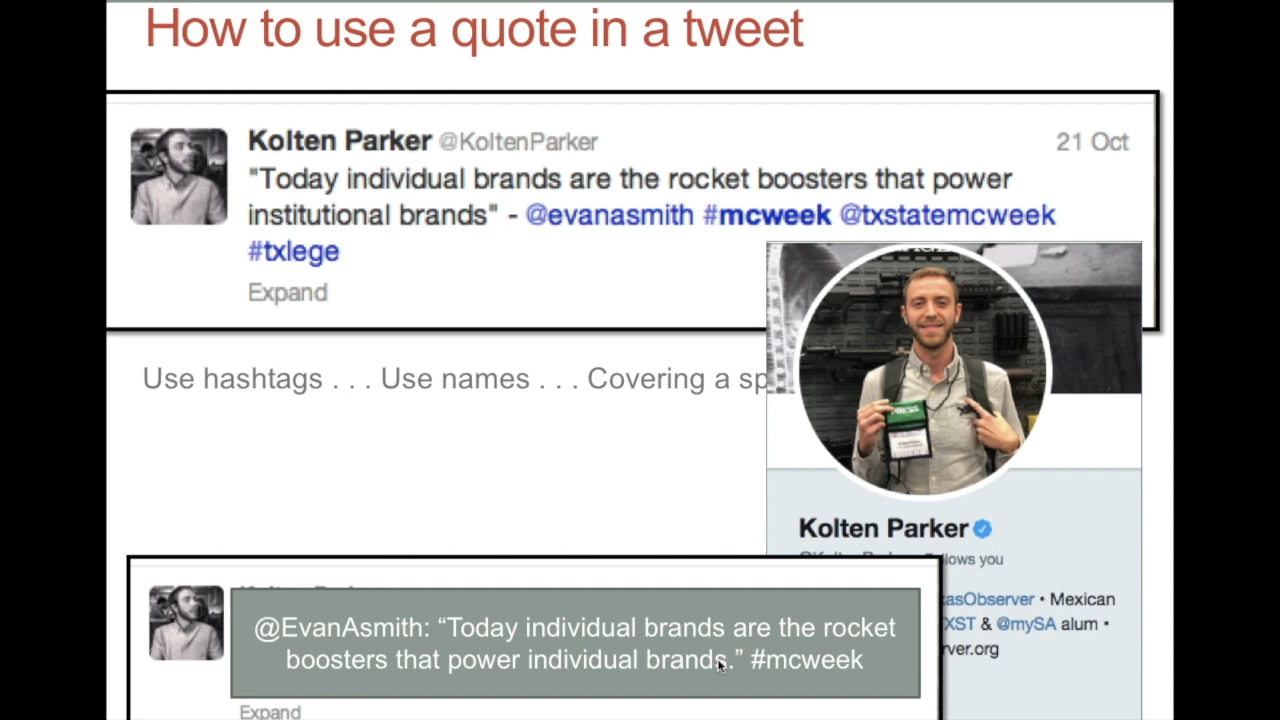 How to use a quote in a tweet
Kolten Parker @KoltenParker 21 Oct
"Today individual brands are the rocket boosters that power
institutional brands" - @evanasmith #mcweek @txstatemcweek
#txlege
Expand
Use hashtags . . . Use names . . . Covering a sp
PRESS
Kolten Parker
lows you
asObserver • Mexican
XST & @mySA alum •
rver.org
@EvanAsmith: “Today individual brands are the rocket
boosters that power individual brands.” #mcweek
Expand